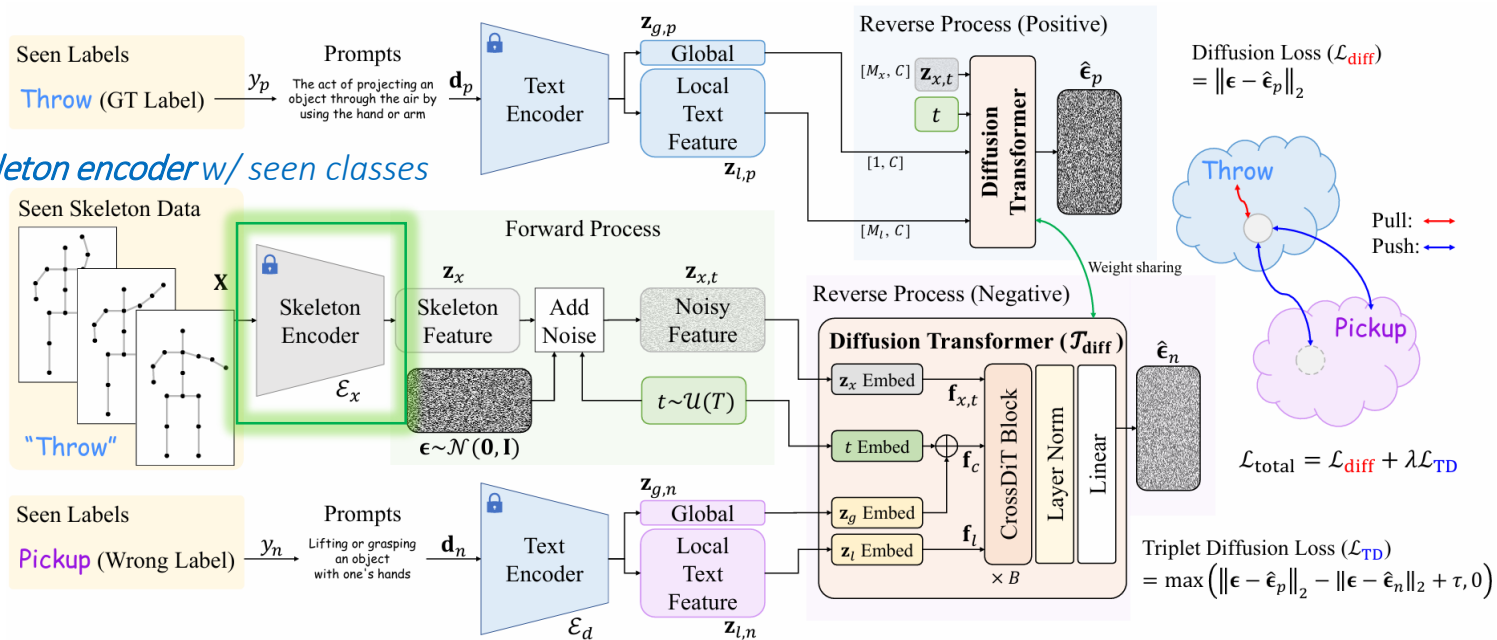 Seen Labels
Throw (GT Label)
y_p
Prompts
The act of projecting an
object through the air by
using the hand or arm
d_p
Text
Encoder
z_{g,p}
Global
Local
Text
Feature
z_{l,p}
Reverse Process (Positive)
[M_x, C]
z_{x,t}
t
[1, C]
[M_l, C]
Diffusion
Transformer
ε̂_p
Diffusion Loss (ℒ_diff)
= ‖ε − ε̂_p‖_2
encoder w/ seen classes
Seen Skeleton Data
"Throw"
X
Skeleton
Encoder
ℰ_x
Forward Process
z_x
Skeleton
Feature
Add
Noise
z_{x,t}
Noisy
Feature
ε~𝒩(0, I)
t~𝒰(T)
Weight sharing
Reverse Process (Negative)
Diffusion Transformer (𝒯_diff)
z_x Embed
t Embed
z_g Embed
z_l Embed
f_{x,t}
f_c
f_l
CrossDiT Block
× B
Layer Norm
Linear
ε̂_n
Throw
Pickup
Pull:
Push:
ℒ_total = ℒ_diff + λℒ_TD
Seen Labels
Pickup (Wrong Label)
y_n
Prompts
Lifting or grasping
an object
with one's hands
d_n
Text
Encoder
ℰ_d
z_{g,n}
Global
Local
Text
Feature
z_{l,n}
Triplet Diffusion Loss (ℒ_TD)
= max(‖ε − ε̂_p‖_2 − ‖ε − ε̂_n‖_2 + τ, 0)